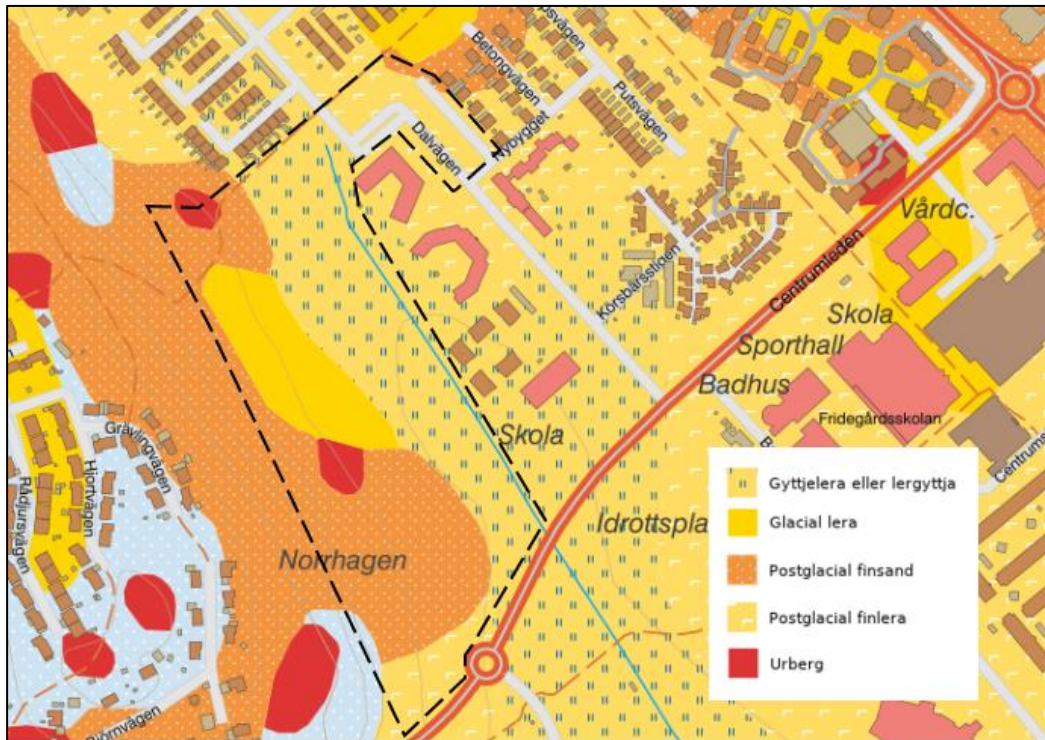 Betongvägen
Putsvägen
Dalvägen
Nybygget
Vårdc.
Körsbärsstigen
Centrumleden
Skola
Sporthall
Badhus
Fridegårdsskolan
Skola
Idrottspla
Grävlingvägen
Hjortvägen
Rådjursvägen
Norrhagen
Björnvägen
Gyttjelera eller lergyttja
Glacial lera
Postglacial finsand
Postglacial finlera
Urberg